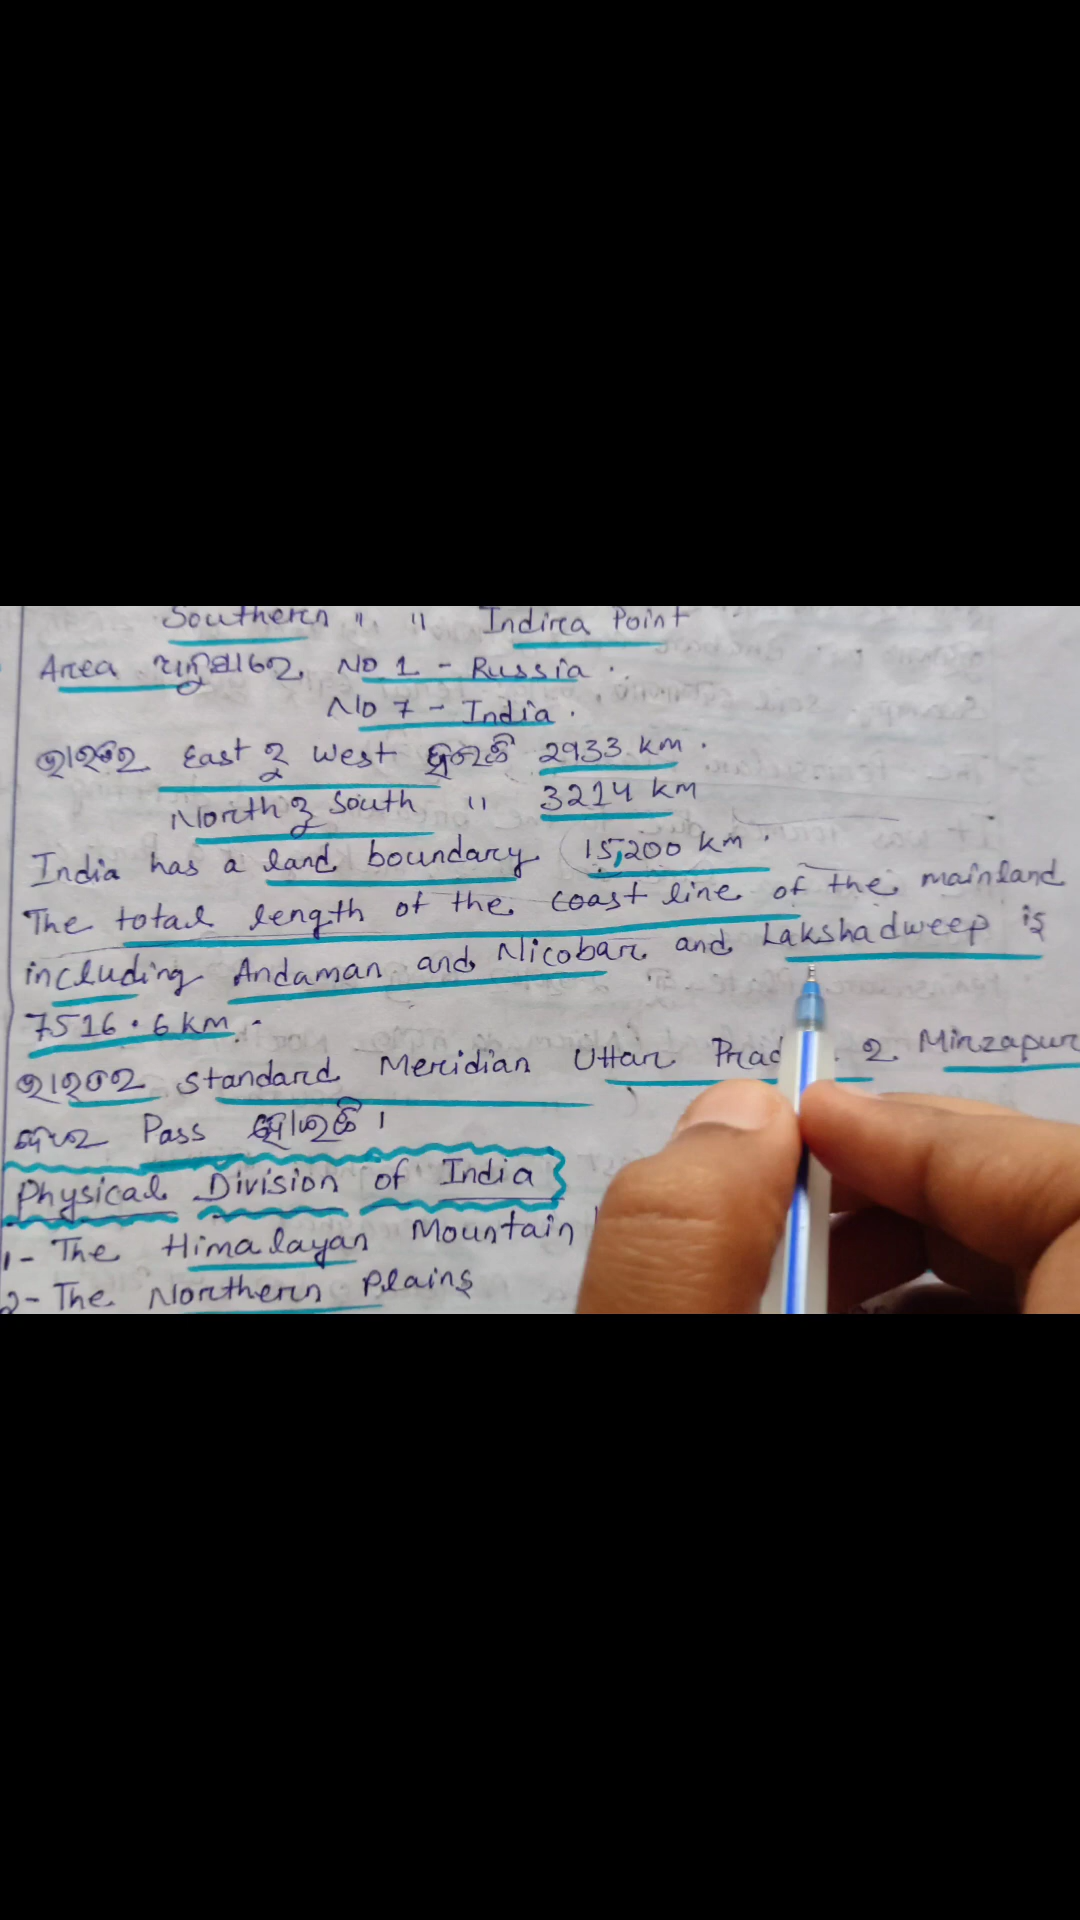 Southern " " Indira Point
Area ଅନୁଯାୟୀ No 1 - Russia.
No 7 - India.
ଭାରତର East ରୁ West ଦୂରତା 2933 km.
North ରୁ South " 3214 km
India has a land boundary 15,200 km.
The total length of the coast line of the mainland
including Andaman and Nicobar and Lakshadweep is
7516.6 km.
ଭାରତର Standard Meridian Uttar Prad ର Mirzapur
Pass ହୋଇଛି ।
Physical Division of India
1- The Himalayan Mountain
2- The Northern Plains